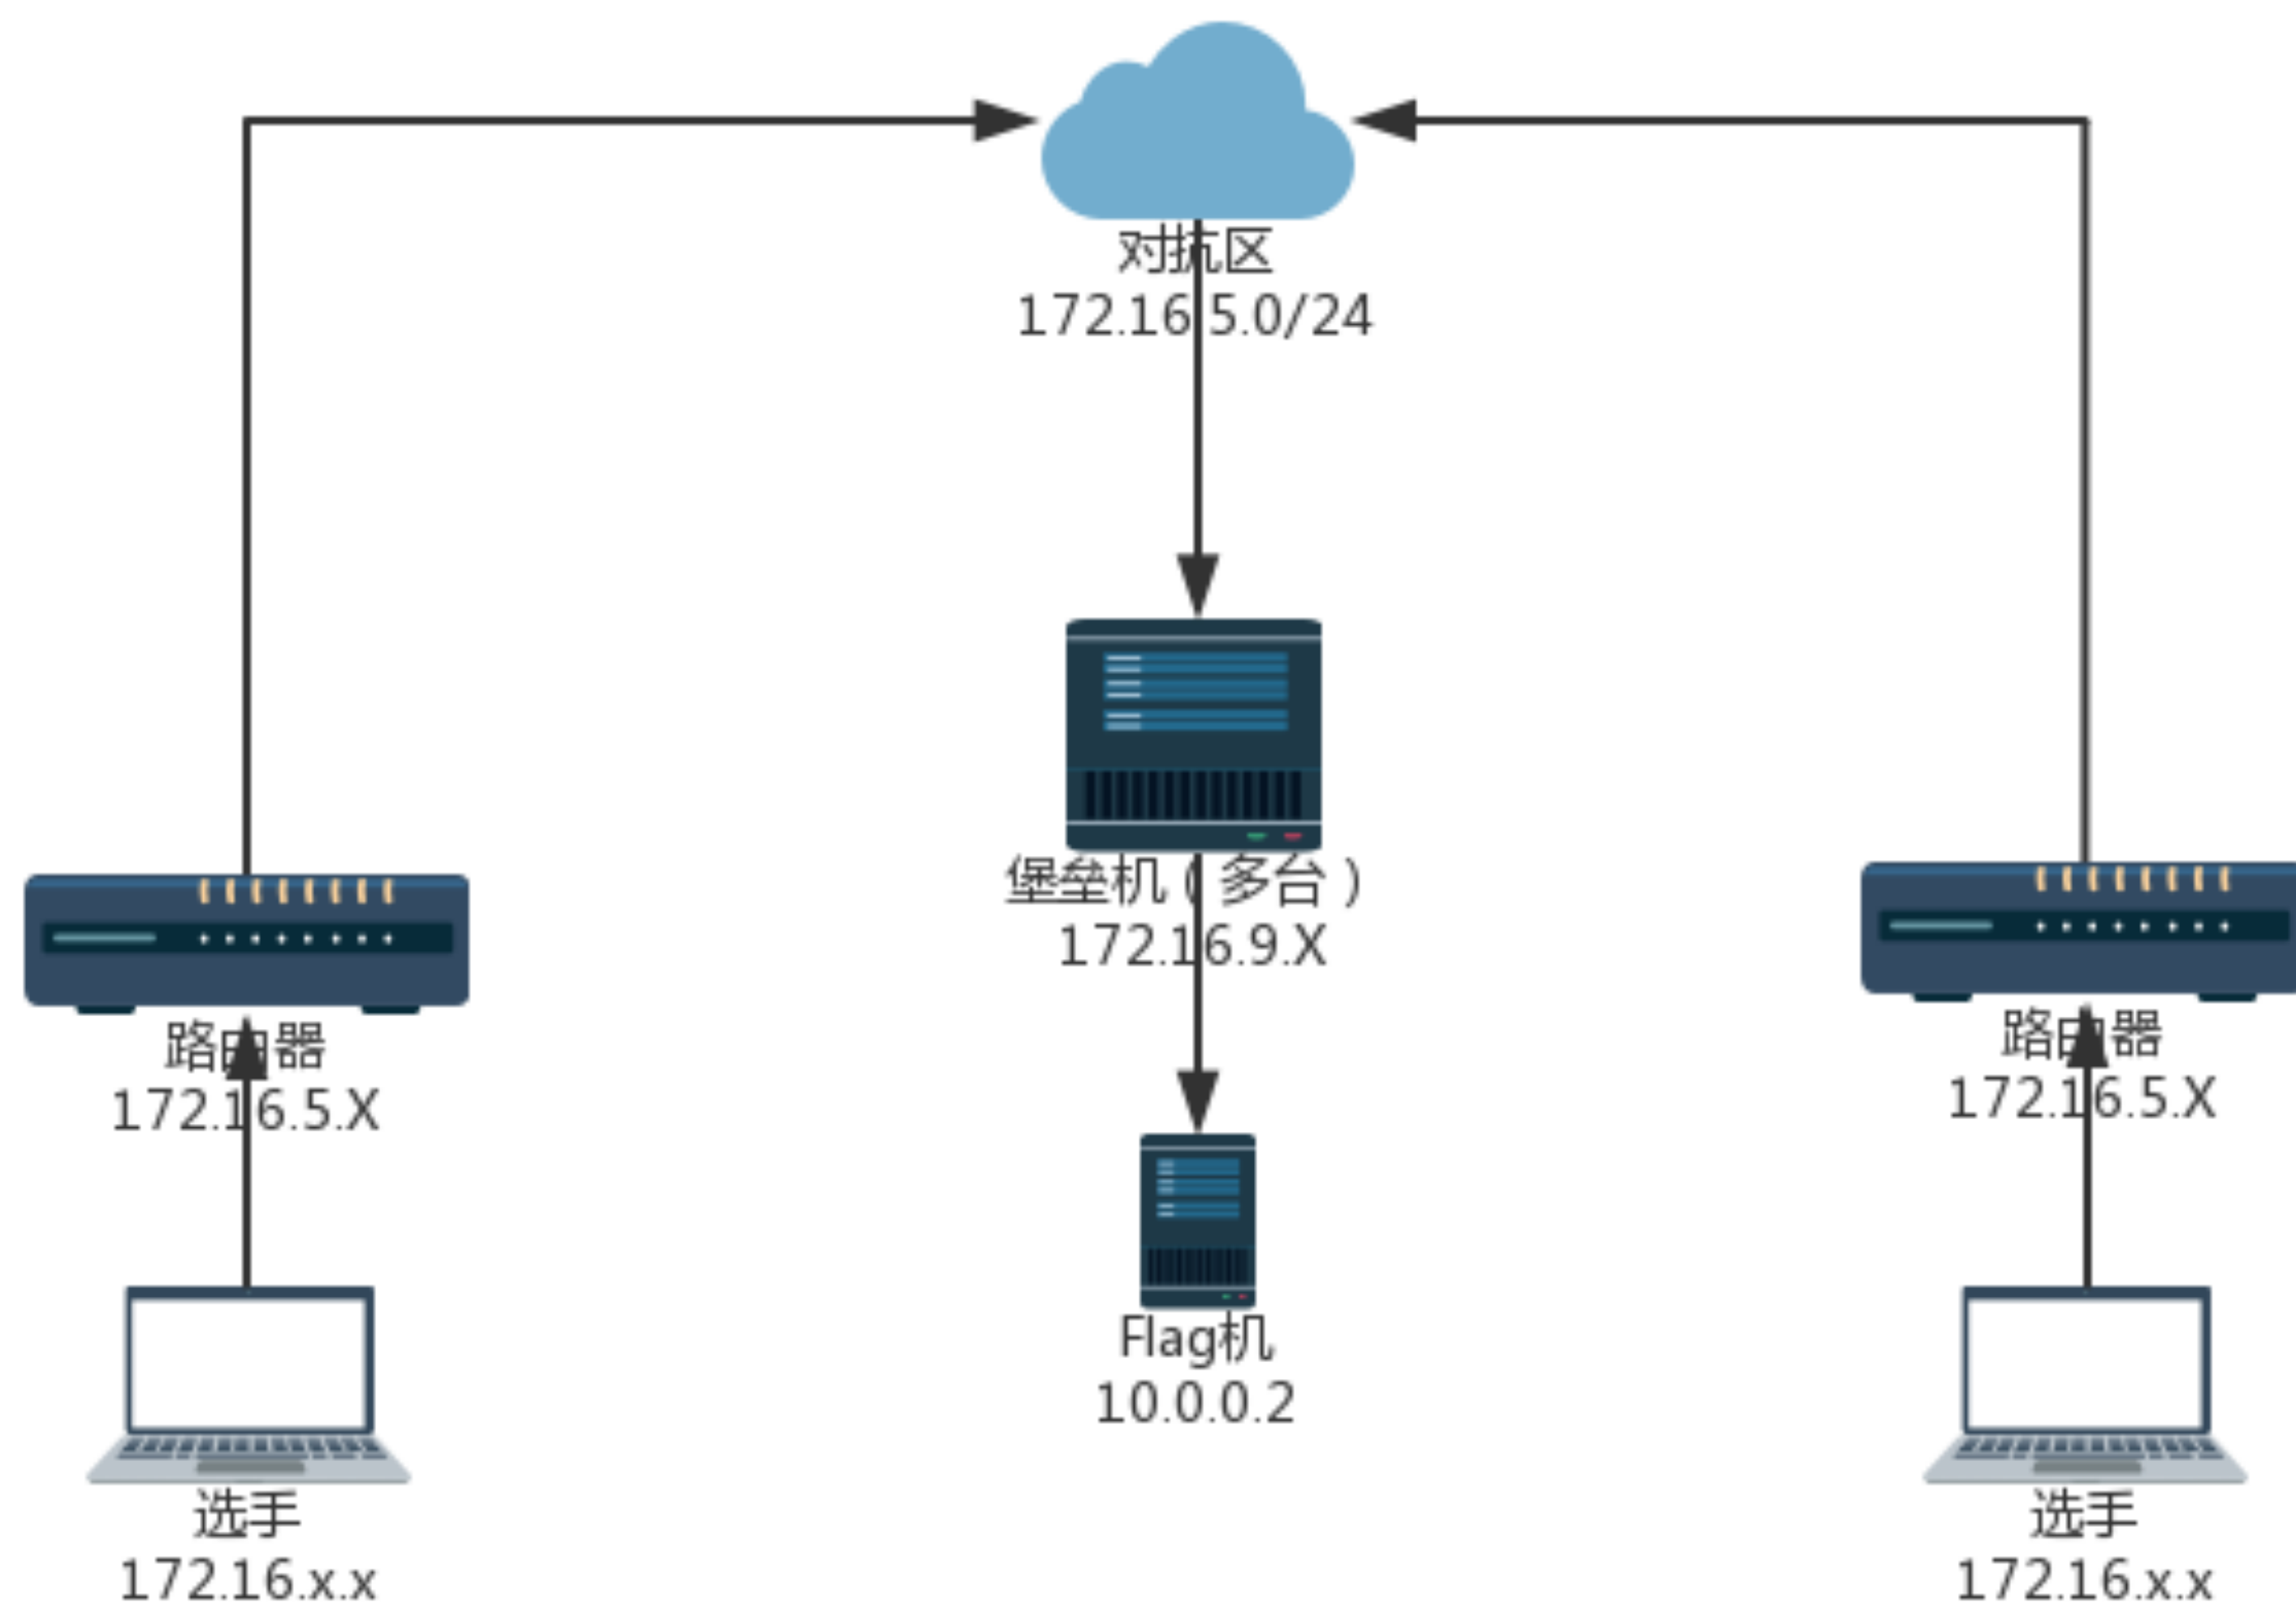 对抗区
172.16.5.0/24
堡垒机（多台）
172.16.9.X
路由器
172.16.5.X
路由器
172.16.5.X
Flag机
10.0.0.2
选手
172.16.x.x
选手
172.16.x.x